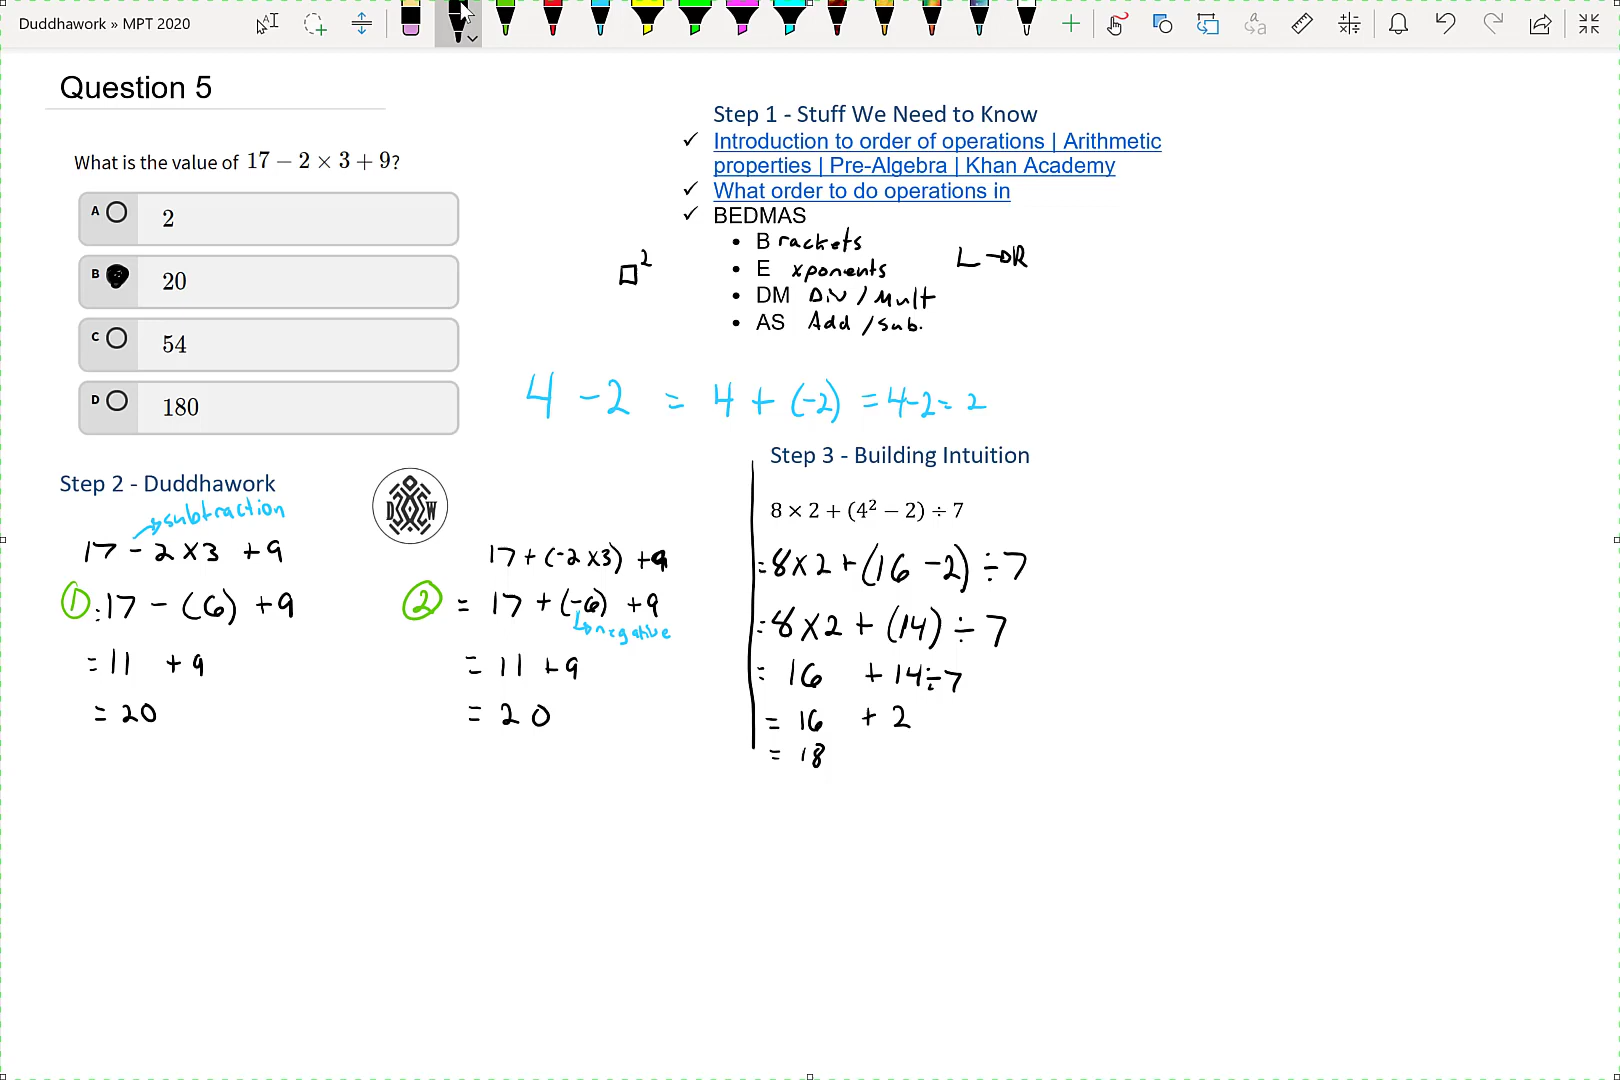 Duddhawork » MPT 2020
Question 5
What is the value of 17 − 2 × 3 + 9?
A 2
B 20
C 54
D 180
Step 1 - Stuff We Need to Know
✓ Introduction to order of operations | Arithmetic
properties | Pre-Algebra | Khan Academy
✓ What order to do operations in
✓ BEDMAS
• Brackets
• Exponents
• DM Div / Mult
• AS Add / Sub.
□²
L → R
4 - 2 = 4 + (-2) = 4-2 = 2
Step 2 - Duddhawork
→ subtraction
17 - 2 x 3 + 9
① = 17 - (6) + 9
= 11 + 9
= 20
D W
17 + (-2 x 3) + 9
② = 17 + (-6) + 9
→ negative
= 11 + 9
= 20
Step 3 - Building Intuition
8 × 2 + (4² − 2) ÷ 7
= 8 x 2 + (16 - 2) ÷ 7
= 8 x 2 + (14) ÷ 7
= 16 + 14 ÷ 7
= 16 + 2
= 18